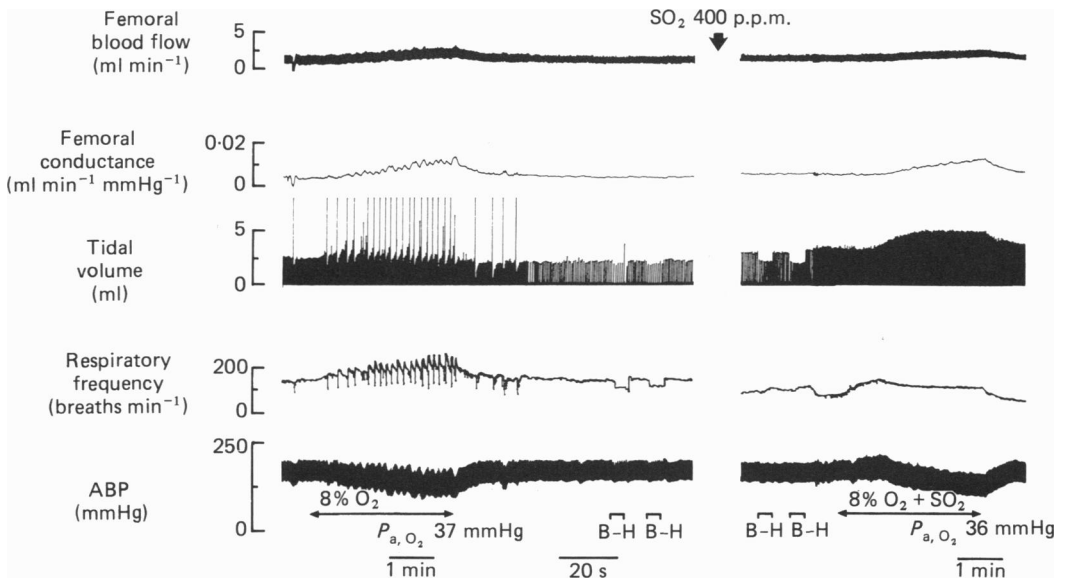 SO₂ 400 p.p.m.
Femoral
blood flow
(ml min⁻¹)
5
0
Femoral
conductance
(ml min⁻¹ mmHg⁻¹)
0·02
0
Tidal
volume
(ml)
5
0
Respiratory
frequency
(breaths min⁻¹)
200
0
ABP
(mmHg)
250
0
8% O₂
Pa, O₂ 37 mmHg
B–H B–H
B–H B–H
8% O₂ + SO₂
Pa, O₂ 36 mmHg
1 min
20 s
1 min